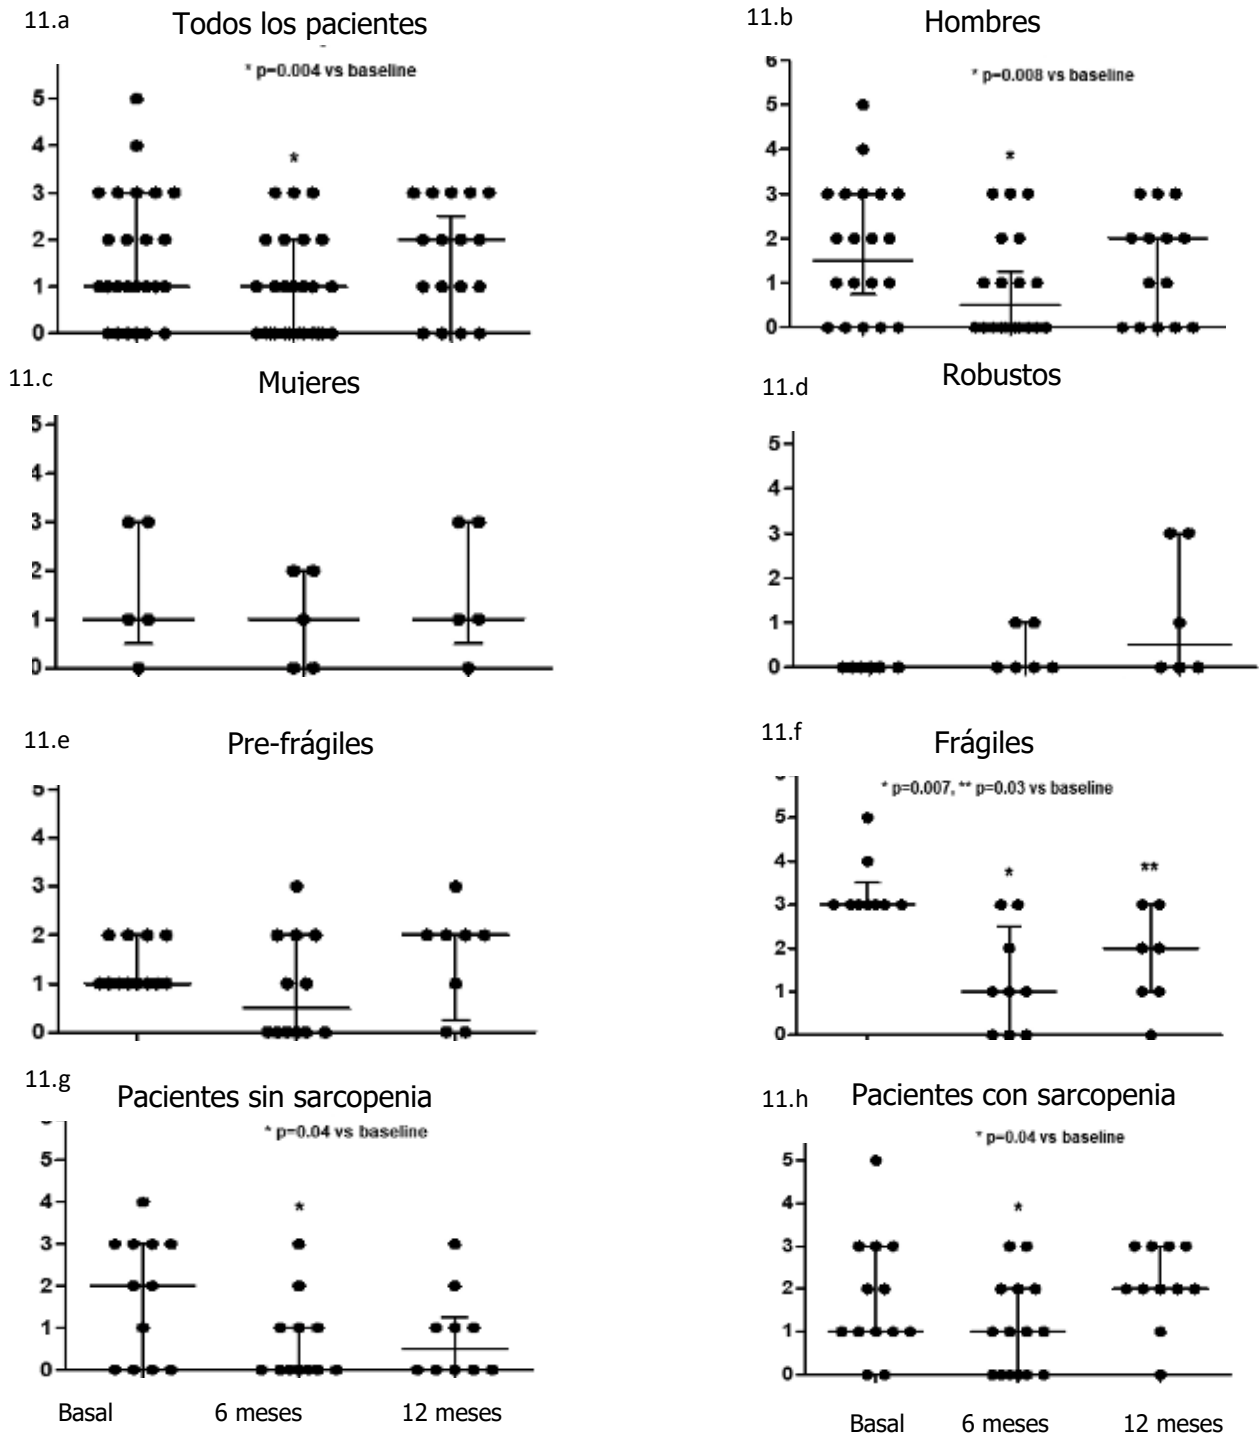 11.a
Todos los pacientes
* p=0.004 vs baseline
5
4
*
3
2
1
0
11.b
Hombres
6
* p=0.008 vs baseline
5
4
*
3
2
1
0
11.c
Mujeres
5
4
3
2
1
0
11.d
Robustos
5
4
3
2
1
0
11.e
Pre-frágiles
5
4
3
2
1
0
11.f
Frágiles
* p=0.007, ** p=0.03 vs baseline
5
4
*
**
3
2
1
0
11.g
Pacientes sin sarcopenia
* p=0.04 vs baseline
5
4
*
3
2
1
0
Basal 6 meses 12 meses
11.h
Pacientes con sarcopenia
* p=0.04 vs baseline
5
4
*
3
2
1
0
Basal 6 meses 12 meses